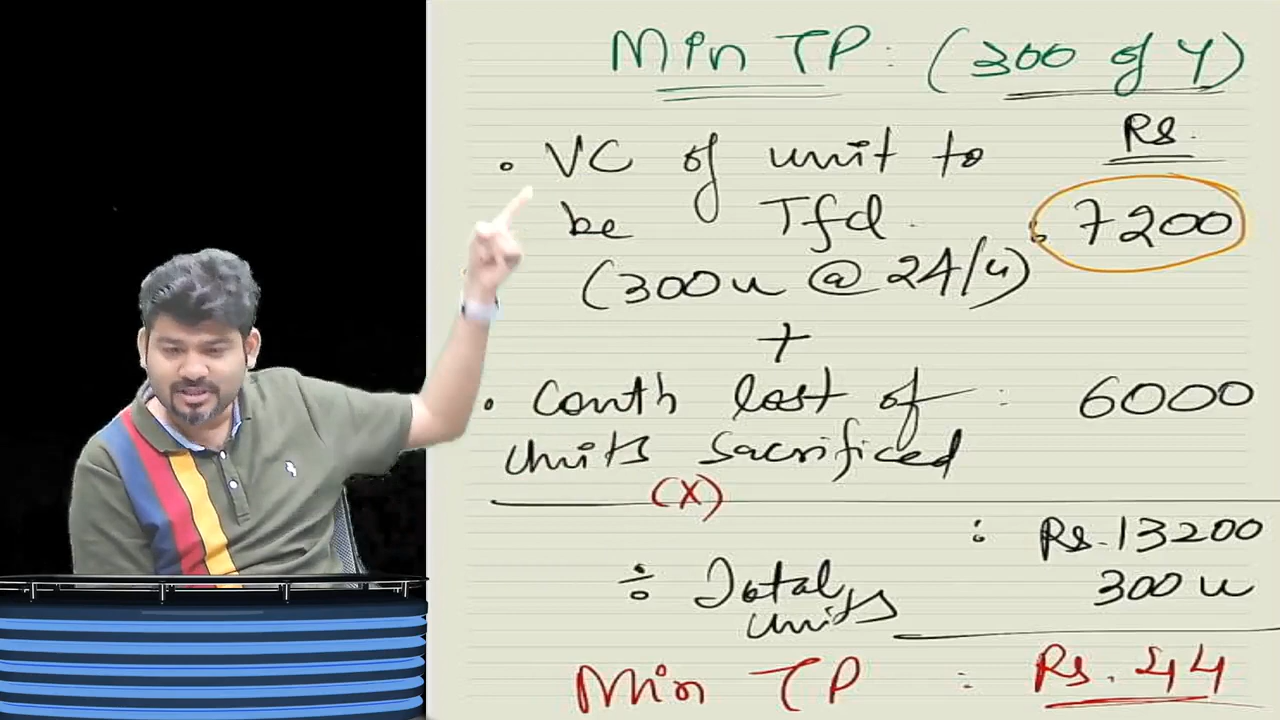 Min TP: (300 of Y)
Rs.
• VC of unit to
be Tfd. : 7200
(300u @ 24/u)
+
• Contn lost of : 6000
units sacrificed
(X)
: Rs. 13200
÷ Total units 300 u
Min TP : Rs. 44